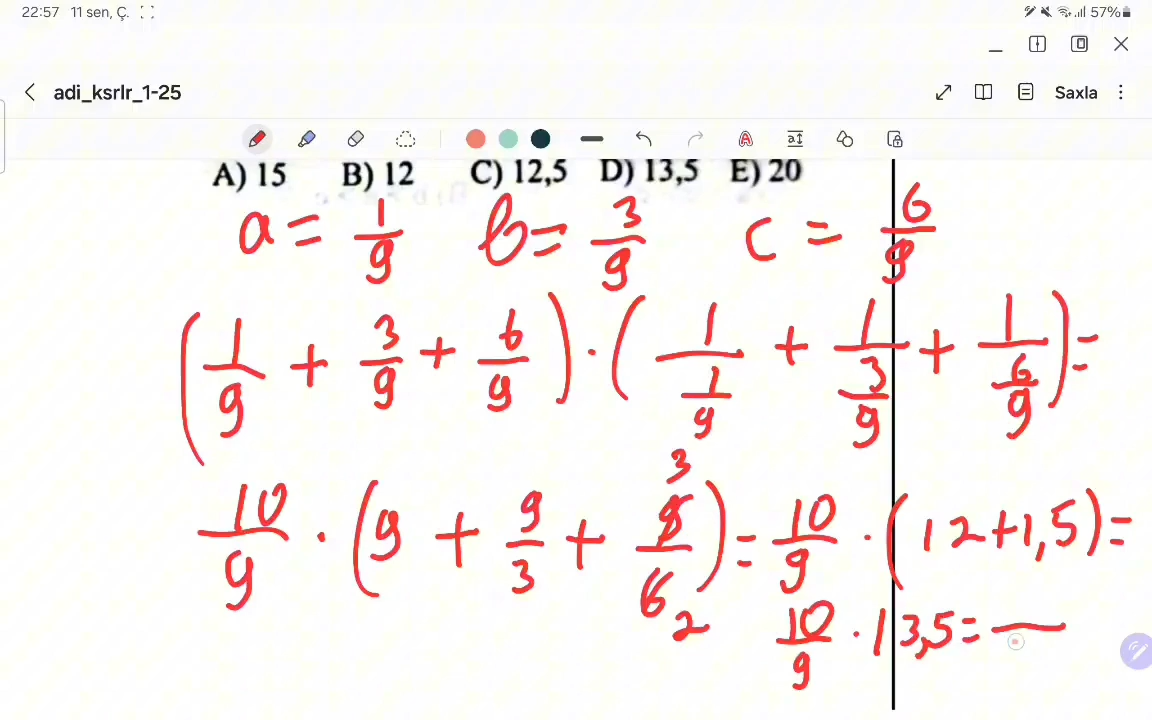 22:57 11 sen, Ç. 57%
adi_ksrlr_1-25 Saxla
A) 15 B) 12 C) 12,5 D) 13,5 E) 20
a = 1/9 b = 3/9 c = 6/9
(1/9 + 3/9 + 6/9) · (1/(1/9) + 1/(3/9) + 1/(6/9)) =
10/9 · (9 + 9/3 + 9/6) = 10/9 · (12+1,5) =
3
2
10/9 · 13,5 =